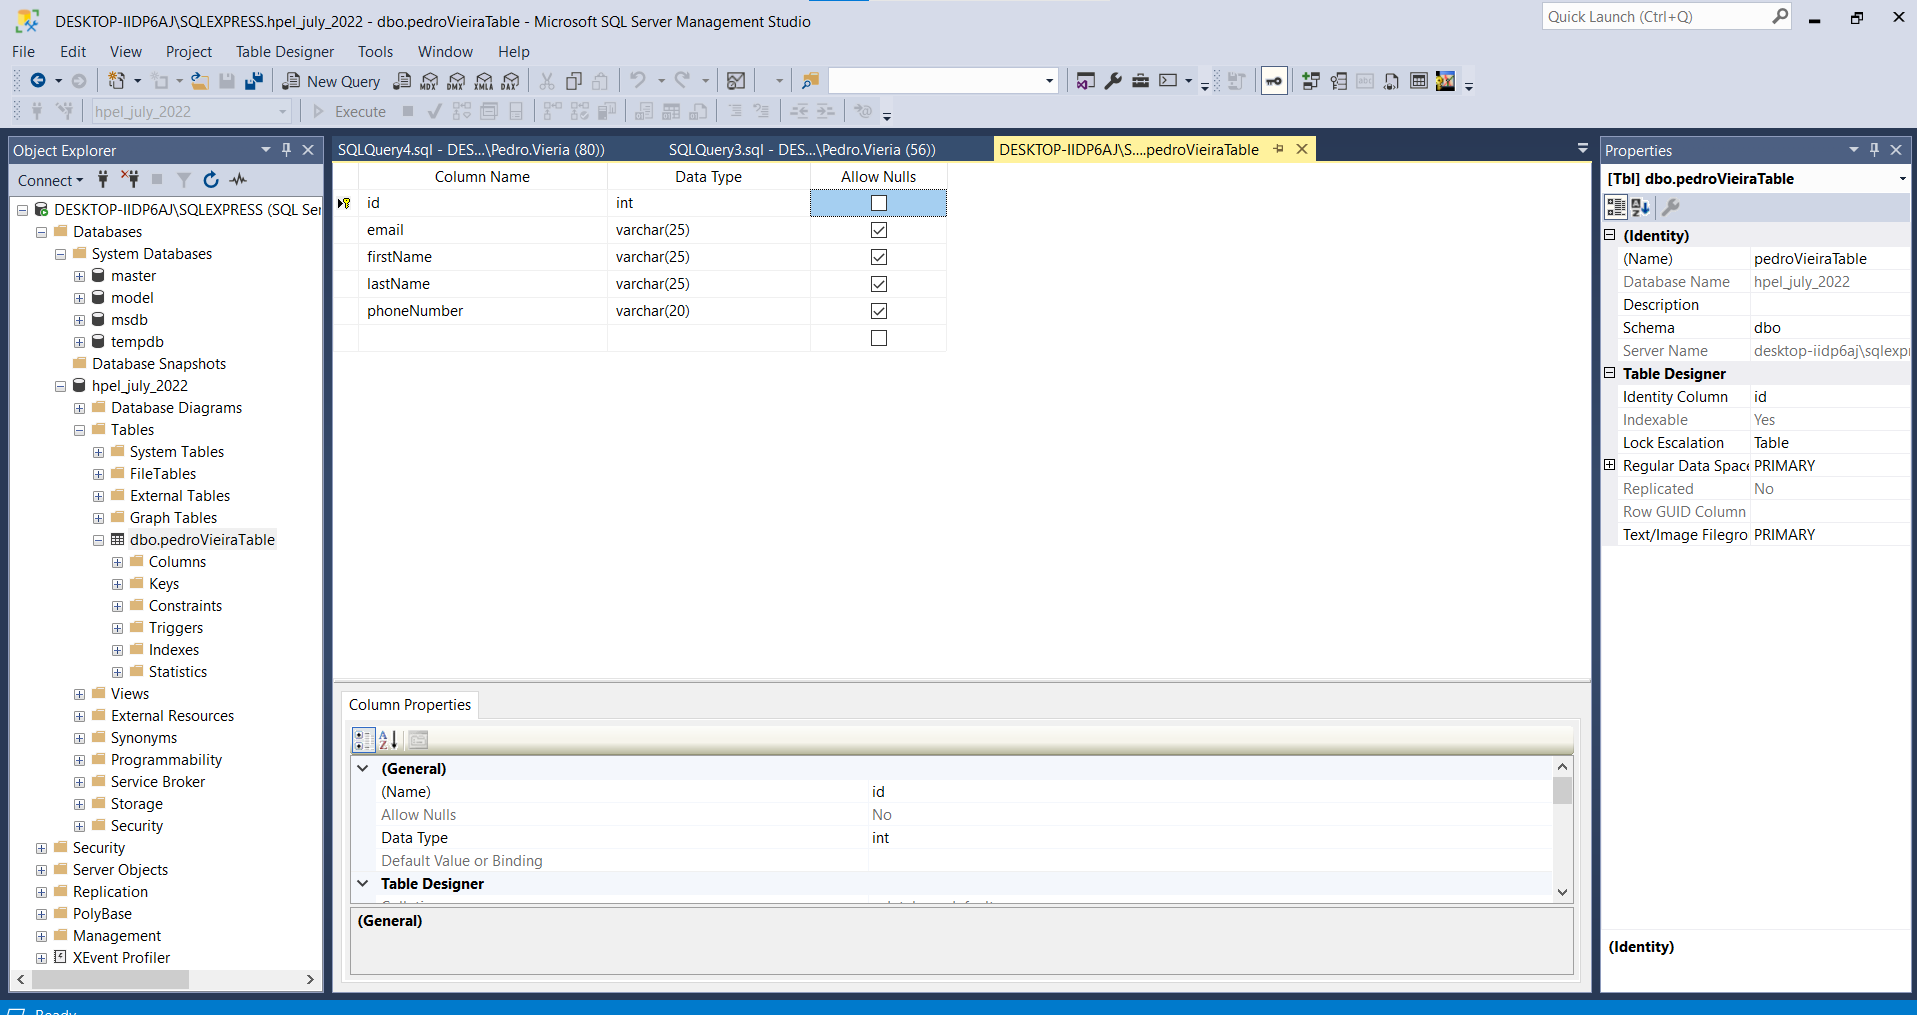 DESKTOP-IIDP6AJ\SQLEXPRESS.hpel_july_2022 - dbo.pedroVieiraTable - Microsoft SQL Server Management Studio
Quick Launch (Ctrl+Q)
File Edit View Project Table Designer Tools Window Help
New Query MDX DMX XMLA DAX
hpel_july_2022 Execute
Object Explorer
Connect
DESKTOP-IIDP6AJ\SQLEXPRESS (SQL Ser
Databases
System Databases
master
model
msdb
tempdb
Database Snapshots
hpel_july_2022
Database Diagrams
Tables
System Tables
FileTables
External Tables
Graph Tables
dbo.pedroVieiraTable
Columns
Keys
Constraints
Triggers
Indexes
Statistics
Views
External Resources
Synonyms
Programmability
Service Broker
Storage
Security
Security
Server Objects
Replication
PolyBase
Management
XEvent Profiler
SQLQuery4.sql - DES...\Pedro.Vieria (80)) SQLQuery3.sql - DES...\Pedro.Vieria (56)) DESKTOP-IIDP6AJ\S....pedroVieiraTable
Column Name Data Type Allow Nulls
id int
email varchar(25)
firstName varchar(25)
lastName varchar(25)
phoneNumber varchar(20)
Column Properties
(General)
(Name) id
Allow Nulls No
Data Type int
Default Value or Binding
Table Designer
(General)
Properties
[Tbl] dbo.pedroVieiraTable
(Identity)
(Name) pedroVieiraTable
Database Name hpel_july_2022
Description
Schema dbo
Server Name desktop-iidp6aj\sqlexpr
Table Designer
Identity Column id
Indexable Yes
Lock Escalation Table
Regular Data Space PRIMARY
Replicated No
Row GUID Column
Text/Image Filegro PRIMARY
(Identity)
Ready